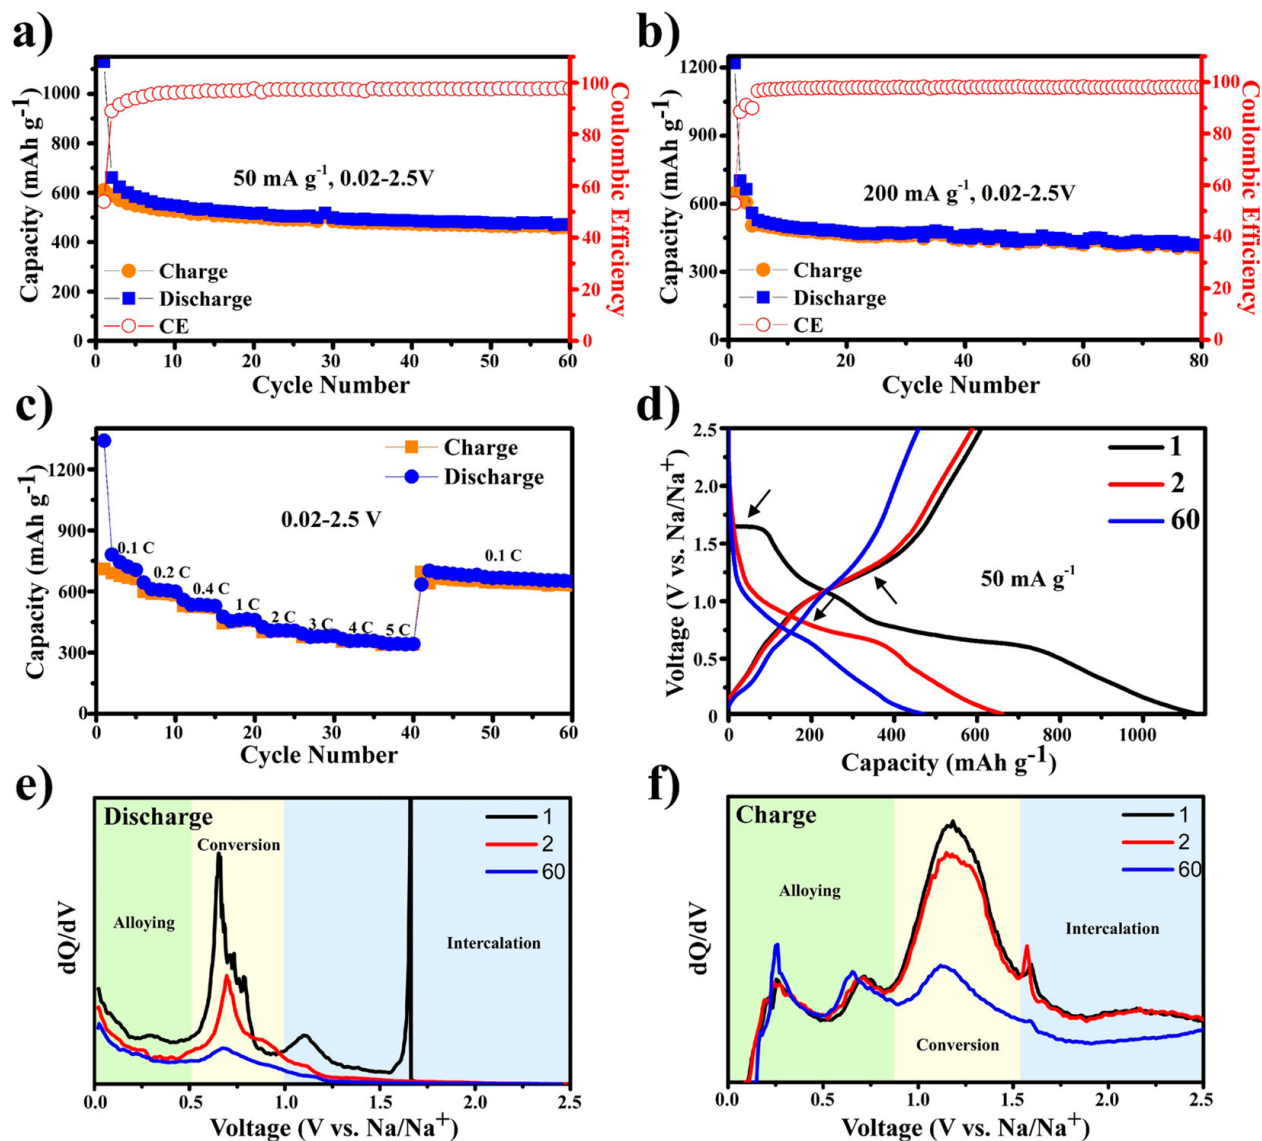 a)
Capacity (mAh g-1)
1000
800
600
400
200
0
50 mA g-1, 0.02-2.5V
Charge
Discharge
CE
100
80
60
40
20
0
Coulombic Efficiency
0 10 20 30 40 50 60
Cycle Number
b)
Capacity (mAh g-1)
1200
900
600
300
0
200 mA g-1, 0.02-2.5V
Charge
Discharge
CE
100
80
60
40
20
0
Coulombic Efficiency
0 20 40 60 80
Cycle Number
c)
Capacity (mAh g-1)
1200
900
600
300
0
Charge
Discharge
0.02-2.5 V
0.1 C
0.2 C
0.4 C
1 C
2 C
3 C
4 C
5 C
0.1 C
0 10 20 30 40 50 60
Cycle Number
d)
Voltage (V vs. Na/Na+)
2.5
2.0
1.5
1.0
0.5
0
1
2
60
50 mA g-1
0 200 400 600 800 1000
Capacity (mAh g-1)
e)
dQ/dV
Discharge
Conversion
Alloying
Intercalation
1
2
60
0.0 0.5 1.0 1.5 2.0 2.5
Voltage (V vs. Na/Na+)
f)
dQ/dV
Charge
Alloying
Intercalation
Conversion
1
2
60
0.0 0.5 1.0 1.5 2.0 2.5
Voltage (V vs. Na/Na+)